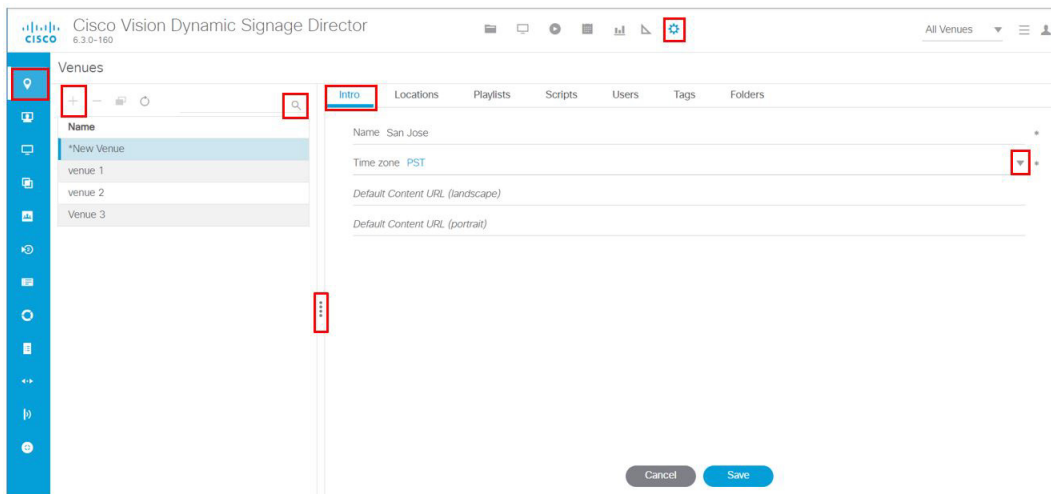 CISCO
Cisco Vision Dynamic Signage Director
6.3.0-160
All Venues
Venues
Name
*New Venue
venue 1
venue 2
Venue 3
Intro Locations Playlists Scripts Users Tags Folders
Name San Jose *
Time zone PST *
Default Content URL (landscape)
Default Content URL (portrait)
Cancel Save